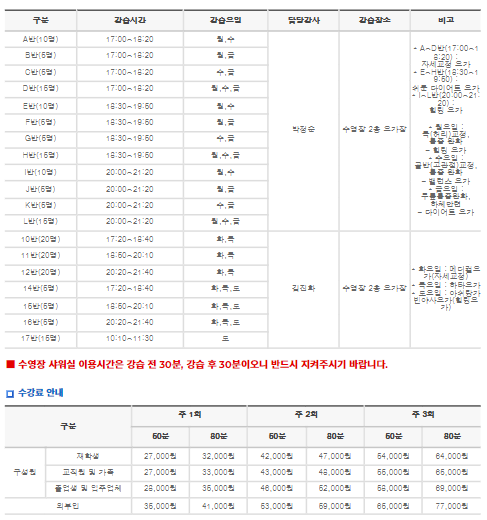 구분 강습시간 강습요일 담당강사 강습장소 비고
A반(10명) 17:00~18:20 월,수
B반(5명) 17:00~18:20 월,금
C반(5명) 17:00~18:20 수,금
D반(15명) 17:00~18:20 월,수,금
E반(10명) 18:30~19:50 월,수
F반(5명) 18:30~19:50 월,금
G반(5명) 18:30~19:50 수,금
H반(15명) 18:30~19:50 월,수,금
I반(10명) 20:00~21:20 월,수
J반(5명) 20:00~21:20 월,금
K반(5명) 20:00~21:20 수,금
L반(15명) 20:00~21:20 월,수,금
수영장 2층 요가장
- A~D반(17:00~1
8:20) :
자세교정 요가
- E~H반(18:30~1
9:50) :
쉬운 다이어트 요가
- I~L반(20:00~21:
20) :
힐링 요가
- 월요일 :
목(허리)교정,
통증 완화
- 힐링 요가
- 수요일 :
골반(고관절)교정,
통증완화
- 밸런스 요가
- 금요일 :
무릎통증완화,
하체반련
- 다이어트 요가
10반(20명) 17:20~18:40 화,목
11반(20명) 18:50~20:10 화,목
12반(20명) 20:20~21:40 화,목
14반(5명) 17:20~18:40 화,목,토
15반(5명) 18:50~20:10 화,목,토
16반(5명) 20:20~21:40 화,목,토
17반(15명) 10:10~11:30 토
김진화
수영장 2층 요가장
- 화요일 : 메디컬요
가(자세교정)
- 목요일 : 하타요가
- 토요일 : 아쉬탕가
빈야사요가(힐링요
가)
■ 수영장 샤워실 이용시간은 강습 전 30분, 강습 후 30분이오니 반드시 지켜주시기 바랍니다.
수강료 안내
구분 주 1회 주 2회 주 3회
50분 80분 50분 80분 50분 80분
구성원
재학생 27,000원 32,000원 42,000원 47,000원 54,000원 64,000원
교직원 및 가족 27,000원 33,000원 43,000원 48,000원 55,000원 65,000원
졸업생 및 입주업체 28,000원 35,000원 46,000원 52,000원 58,000원 69,000원
외부인 35,000원 41,000원 53,000원 59,000원 65,000원 77,000원